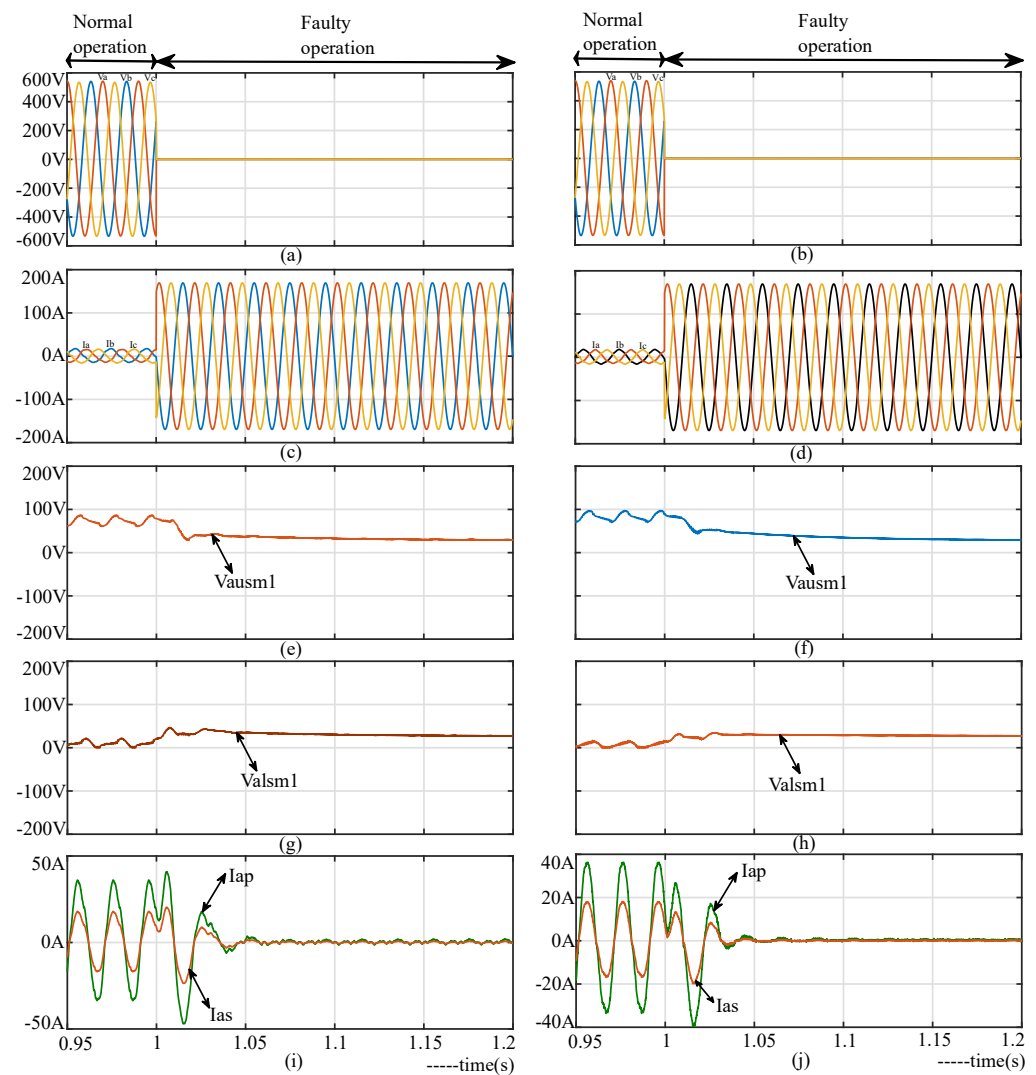 Normal
operation
Faulty
operation
Normal
operation
Faulty
operation
600V
400V
200V
0V
-200V
-400V
-600V
Va Vb Vc
(a)
Va Vb Vc
(b)
200A
100A
0A
-100A
-200A
Ia Ib Ic
(c)
Ia Ib Ic
(d)
200V
100V
0V
-100V
-200V
Vausm1
(e)
Vausm1
(f)
200V
100V
0V
-100V
-200V
Valsm1
(g)
Valsm1
(h)
50A
0A
-50A
Iap
Ias
0.95 1 1.05 1.1 1.15 1.2
(i)
-----time(s)
40A
20A
0A
-20A
-40A
Iap
Ias
0.95 1 1.05 1.1 1.15 1.2
(j)
-----time(s)